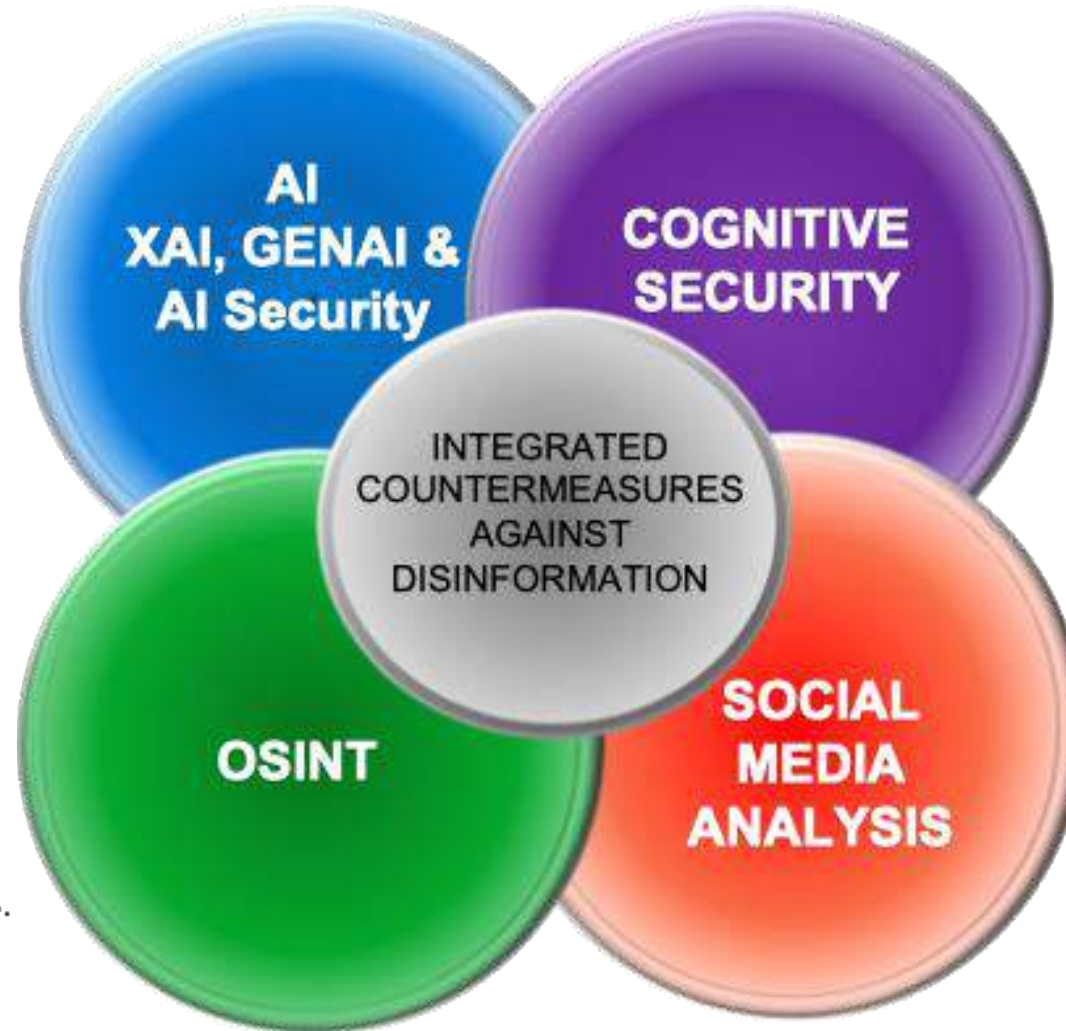 AI
XAI, GENAI &
AI Security
COGNITIVE
SECURITY
INTEGRATED
COUNTERMEASURES
AGAINST
DISINFORMATION
OSINT
SOCIAL
MEDIA
ANALYSIS
.